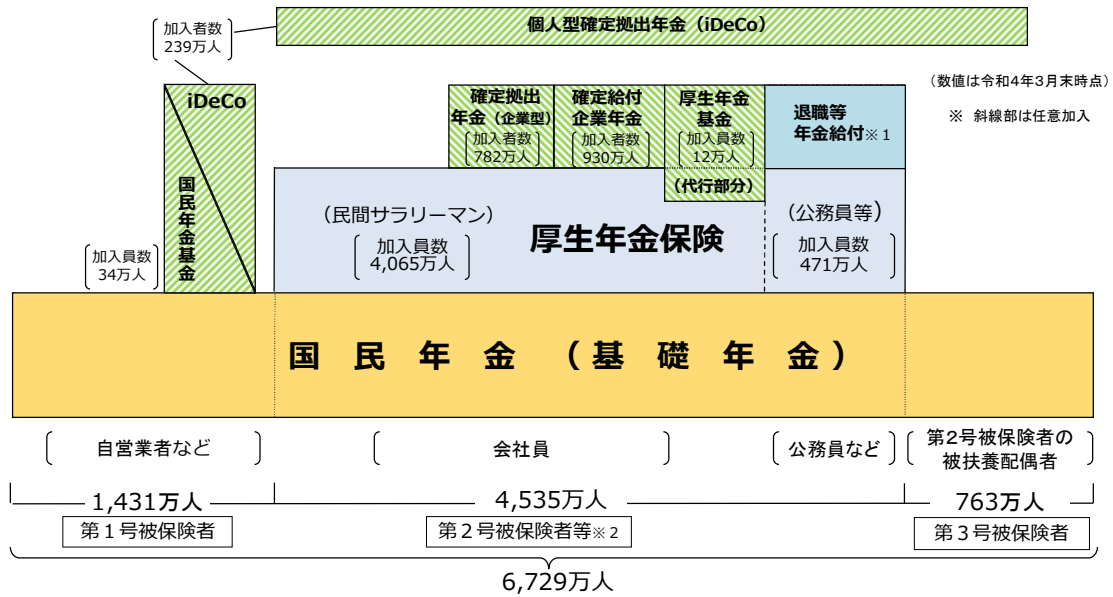 個人型確定拠出年金（iDeCo）
加入者数
239万人
（数値は令和4年3月末時点）
※ 斜線部は任意加入
iDeCo
国民年金基金
加入員数
34万人
確定拠出
年金（企業型）
加入者数
782万人
確定給付
企業年金
加入者数
930万人
厚生年金
基金
加入員数
12万人
（代行部分）
退職等
年金給付※1
（民間サラリーマン）
加入員数
4,065万人
厚生年金保険
（公務員等）
加入員数
471万人
国 民 年 金 （ 基 礎 年 金 ）
自営業者など
会社員
公務員など
第2号被保険者の
被扶養配偶者
1,431万人
4,535万人
763万人
第1号被保険者
第2号被保険者等※2
第3号被保険者
6,729万人